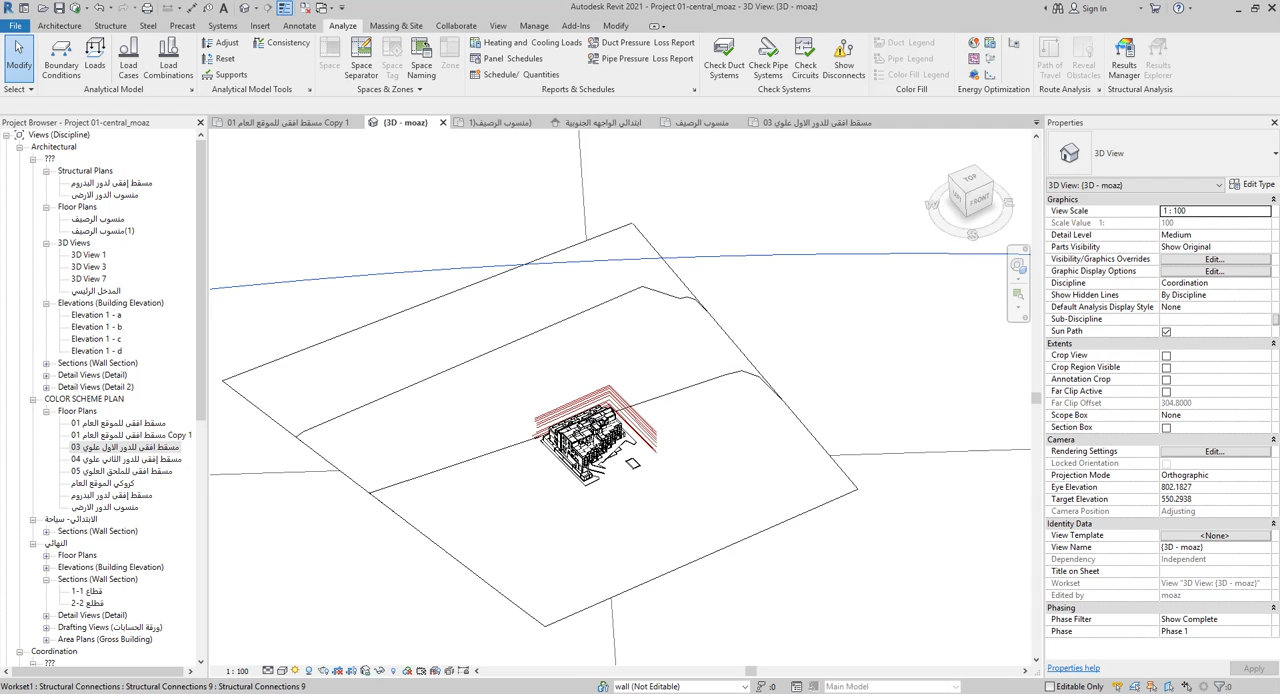 Autodesk Revit 2021 - Project 01-central_moaz - 3D View: {3D - moaz}
Sign In
File Architecture Structure Steel Precast Systems Insert Annotate Analyze Massing & Site Collaborate View Manage Add-Ins Modify
Modify
Select
Boundary Conditions
Loads
Load Cases
Load Combinations
Analytical Model
Adjust
Reset
Supports
Consistency
Analytical Model Tools
Space
Space Separator
Space Tag
Space Naming
Zone
Spaces & Zones
Heating and Cooling Loads
Panel Schedules
Schedule/ Quantities
Duct Pressure Loss Report
Pipe Pressure Loss Report
Reports & Schedules
Check Duct Systems
Check Pipe Systems
Check Circuits
Show Disconnects
Check Systems
Duct Legend
Pipe Legend
Color Fill Legend
Color Fill
Energy Optimization
Path of Travel
Reveal Obstacles
Route Analysis
Results Manager
Results Explorer
Structural Analysis
Project Browser - Project 01-central_moaz
Views (Discipline)
Architectural
???
Structural Plans
مسقط إفقى لدور البدروم
منسوب الدور الارضى
Floor Plans
منسوب الرصيف
منسوب الرصيف(1)
3D Views
3D View 1
3D View 3
3D View 7
المدخل الرئيسي
Elevations (Building Elevation)
Elevation 1 - a
Elevation 1 - b
Elevation 1 - c
Elevation 1 - d
Sections (Wall Section)
Detail Views (Detail)
Detail Views (Detail 2)
COLOR SCHEME PLAN
Floor Plans
01 مسقط افقى للموقع العام
01 مسقط افقى للموقع العام Copy 1
03 مسقط افقى للدور الاول علوي
04 مسقط إفقى للدور الثاني علوي
05 مسقط افقى للملحق العلوي
كروكي الموقع العام
مسقط إفقى لدور البدروم
منسوب الدور الارضى
الابتدائي- سياحة
Sections (Wall Section)
النهائي
Floor Plans
Elevations (Building Elevation)
Sections (Wall Section)
قطاع 1-1
قطلع 2-2
Detail Views (Detail)
Drafting Views (ورقة الحسابات)
Area Plans (Gross Building)
Coordination
???
01 مسقط افقى للموقع العام Copy 1
{3D - moaz}
منسوب الرصيف(1)
ابتدائي الواجهه الجنوبية
منسوب الرصيف
03 مسقط افقى للدور الاول علوي
TOP
FRONT
W
E
S
Properties
3D View
3D View: {3D - moaz} Edit Type
Graphics
View Scale 1 : 100
Scale Value 1: 100
Detail Level Medium
Parts Visibility Show Original
Visibility/Graphics Overrides Edit...
Graphic Display Options Edit...
Discipline Coordination
Show Hidden Lines By Discipline
Default Analysis Display Style None
Sub-Discipline
Sun Path
Extents
Crop View
Crop Region Visible
Annotation Crop
Far Clip Active
Far Clip Offset 304.8000
Scope Box None
Section Box
Camera
Rendering Settings Edit...
Locked Orientation
Projection Mode Orthographic
Eye Elevation 802.1827
Target Elevation 550.2938
Camera Position Adjusting
Identity Data
View Template <None>
View Name {3D - moaz}
Dependency Independent
Title on Sheet
Workset View "3D View: {3D - moaz}"
Edited by moaz
Phasing
Phase Filter Show Complete
Phase Phase 1
Properties help
Apply
1 : 100
Workset1 : Structural Connections : Structural Connections 9 : Structural Connections 9
wall (Not Editable)
:0
Main Model
Editable Only
:0